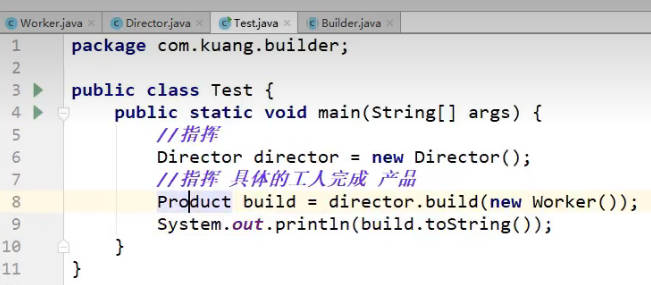 Worker.java × Director.java × Test.java × Builder.java ×
1 package com.kuang.builder;
2
3 public class Test {
4 public static void main(String[] args) {
5 //指挥
6 Director director = new Director();
7 //指挥 具体的工人完成 产品
8 Product build = director.build(new Worker());
9 System.out.println(build.toString());
10 }
11 }